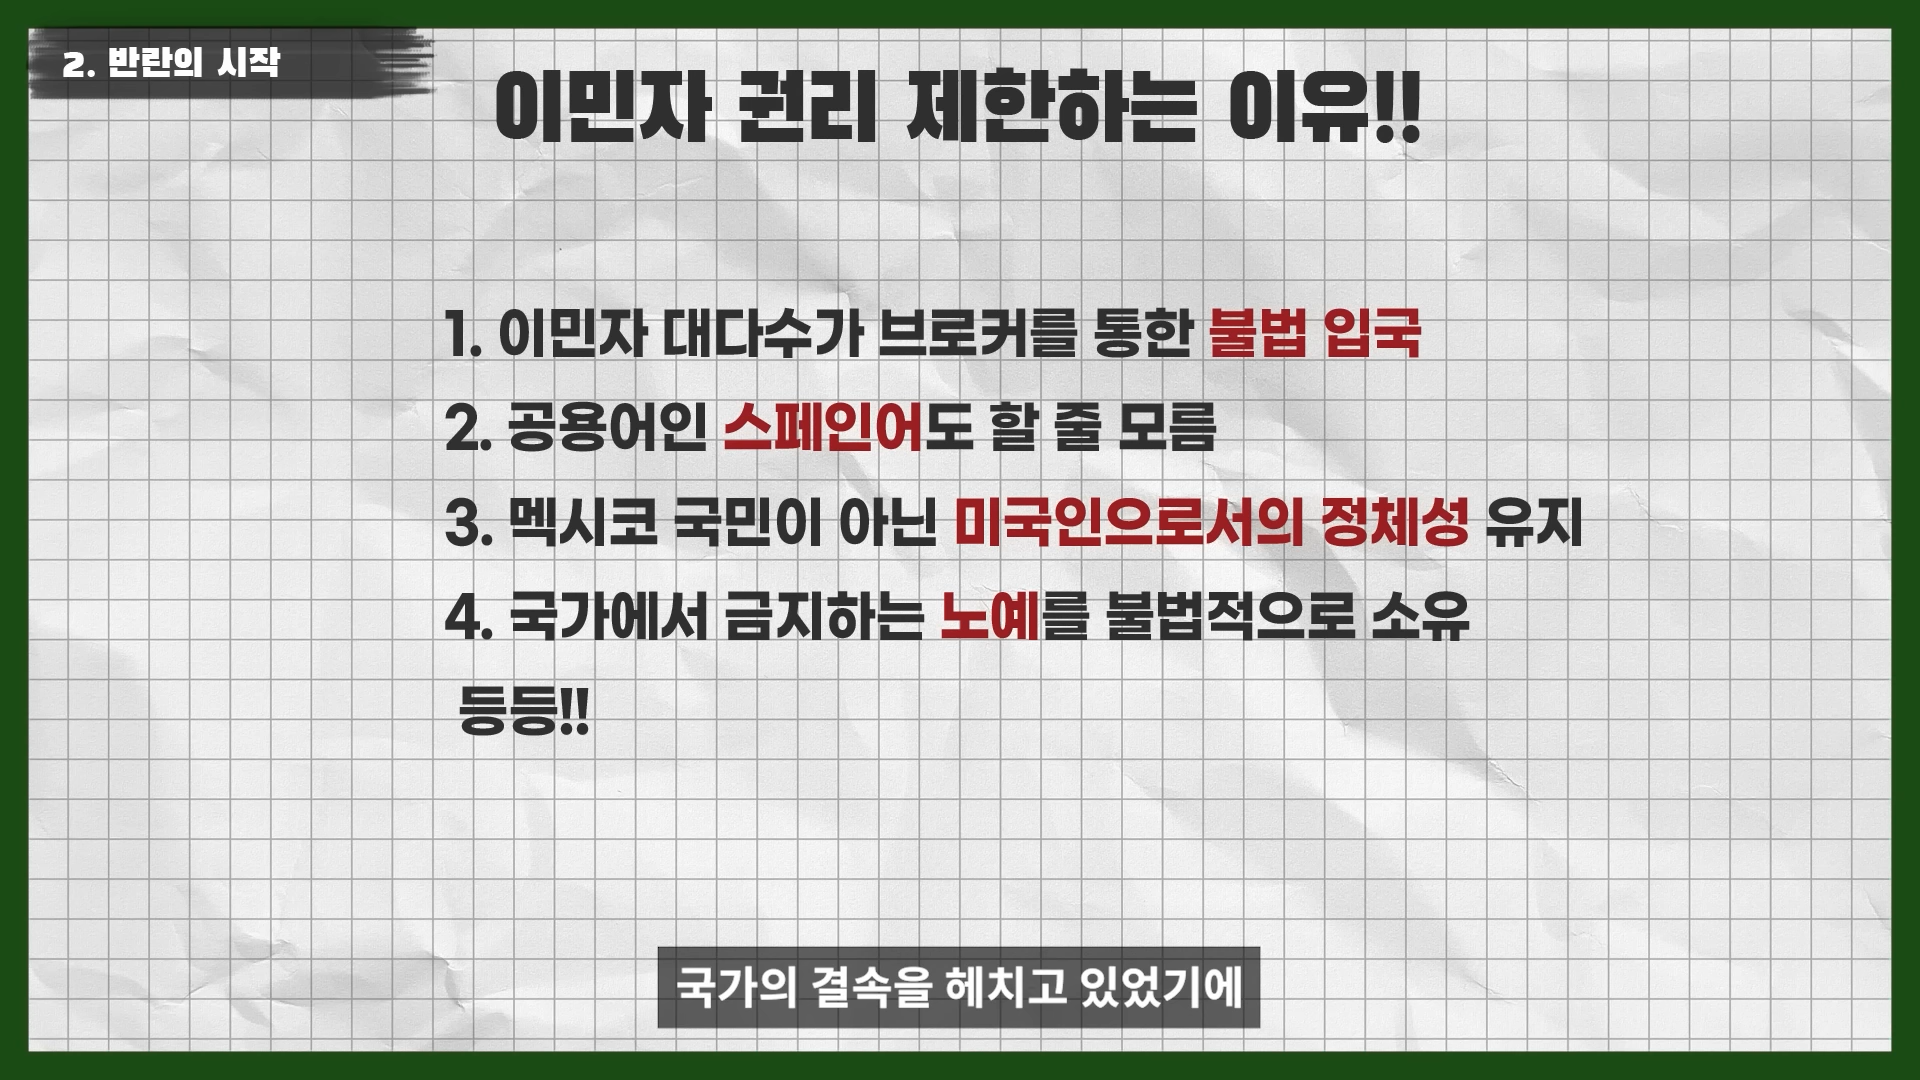 2. 반란의 시작
이민자 권리 제한하는 이유!!
1. 이민자 대다수가 브로커를 통한 불법 입국
2. 공용어인 스페인어도 할 줄 모름
3. 멕시코 국민이 아닌 미국인으로서의 정체성 유지
4. 국가에서 금지하는 노예를 불법적으로 소유
등등!!
국가의 결속을 헤치고 있었기에